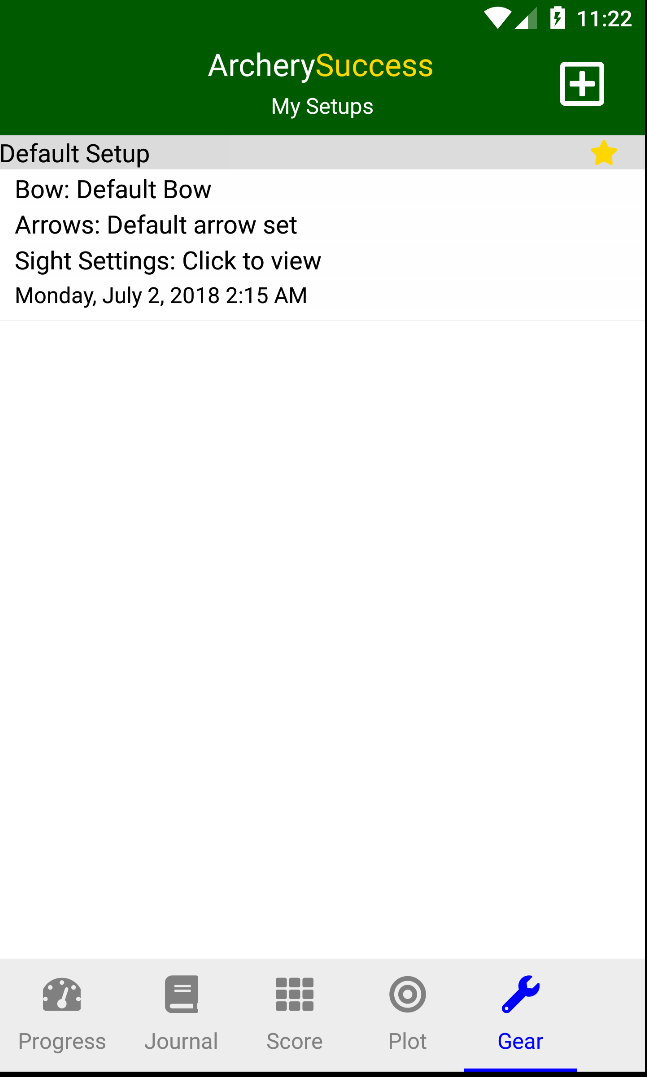 11:22
ArcherySuccess
My Setups
Default Setup
Bow: Default Bow
Arrows: Default arrow set
Sight Settings: Click to view
Monday, July 2, 2018 2:15 AM
Progress
Journal
Score
Plot
Gear